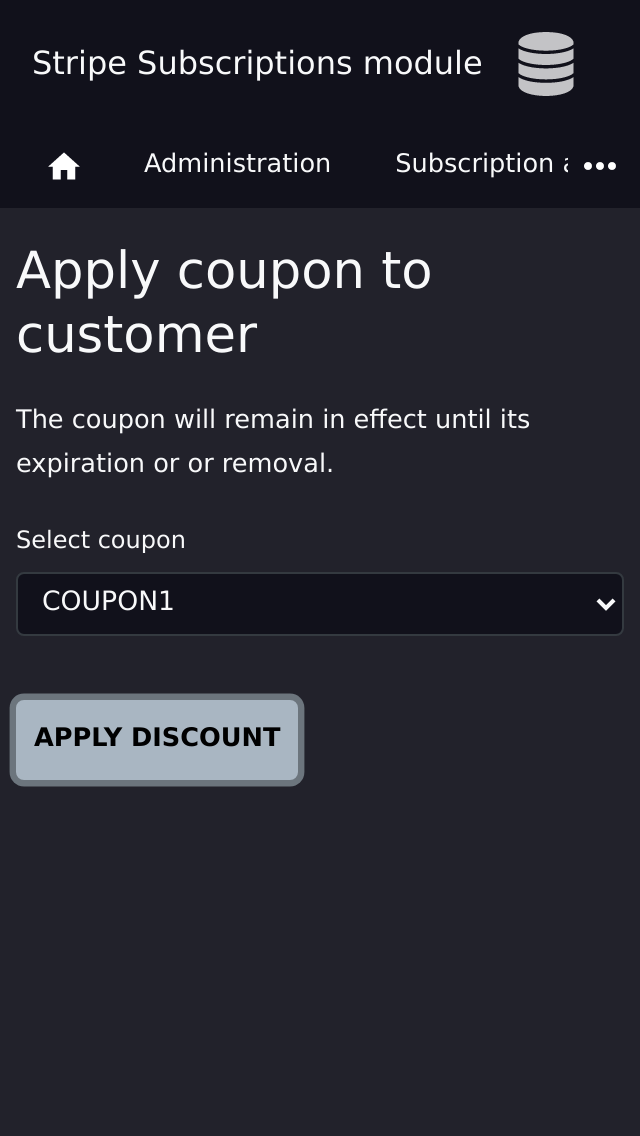 Stripe Subscriptions module
Administration
Subscription
Apply coupon to
customer
The coupon will remain in effect until its
expiration or or removal.
Select coupon
COUPON1
APPLY DISCOUNT